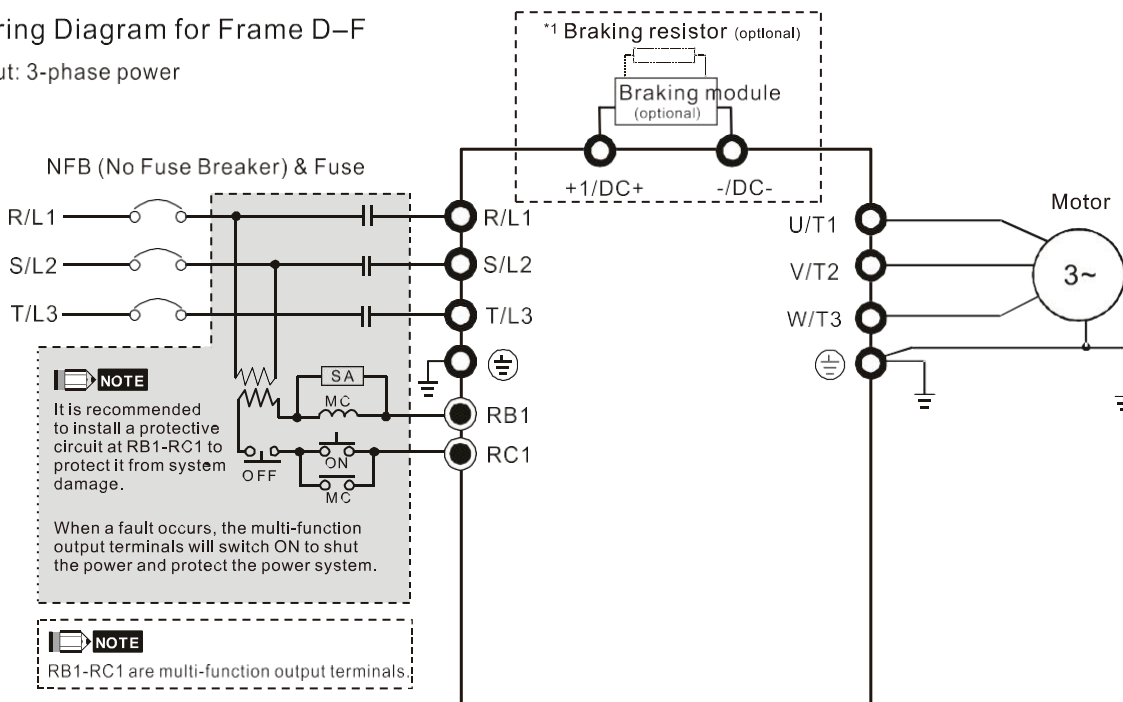 ring Diagram for Frame D–F
ut: 3-phase power
*1 Braking resistor (optional)
Braking module
(optional)
+1/DC+
-/DC-
NFB (No Fuse Breaker) & Fuse
R/L1
R/L1
S/L2
S/L2
T/L3
T/L3
U/T1
V/T2
W/T3
Motor
3~
NOTE
It is recommended
to install a protective
circuit at RB1-RC1 to
protect it from system
damage.
When a fault occurs, the multi-function
output terminals will switch ON to shut
the power and protect the power system.
SA
MC
RB1
OFF
ON
MC
RC1
NOTE
RB1-RC1 are multi-function output terminals.